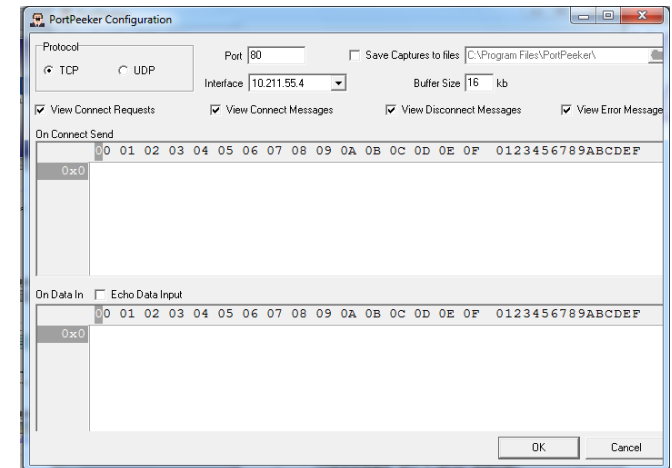 PortPeeker Configuration
Protocol
TCP UDP
Port 80
Save Captures to files C:\Program Files\PortPeeker\
Interface 10.211.55.4
Buffer Size 16 kb
View Connect Requests View Connect Messages View Disconnect Messages View Error Message
On Connect Send
00 01 02 03 04 05 06 07 08 09 0A 0B 0C 0D 0E 0F 0123456789ABCDEF
0x0
On Data In Echo Data Input
00 01 02 03 04 05 06 07 08 09 0A 0B 0C 0D 0E 0F 0123456789ABCDEF
0x0
OK Cancel